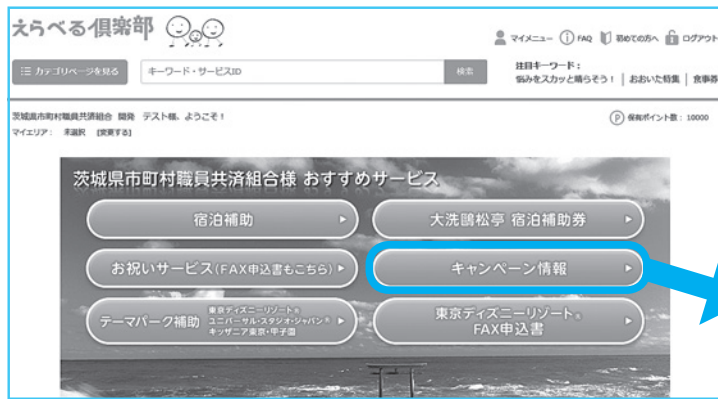 えらべる倶楽部
マイメニュー FAQ 初めての方へ ログアウト
カテゴリページを見る キーワード・サービスID 検索
注目キーワード：
悩みをスカッと晴らそう！ | おおいた特集 | 食事券
茨城県市町村職員共済組合 開発 テスト様、ようこそ！
保有ポイント数：10000
マイエリア： 未選択 [変更する]
茨城県市町村職員共済組合様 おすすめサービス
宿泊補助
大洗鷗松亭 宿泊補助券
お祝いサービス(FAX申込書もこちら)
キャンペーン情報
テーマパーク補助 東京ディズニーリゾート®
ユニバーサル・スタジオ・ジャパン®
キッザニア東京・甲子園
東京ディズニーリゾート®
FAX申込書